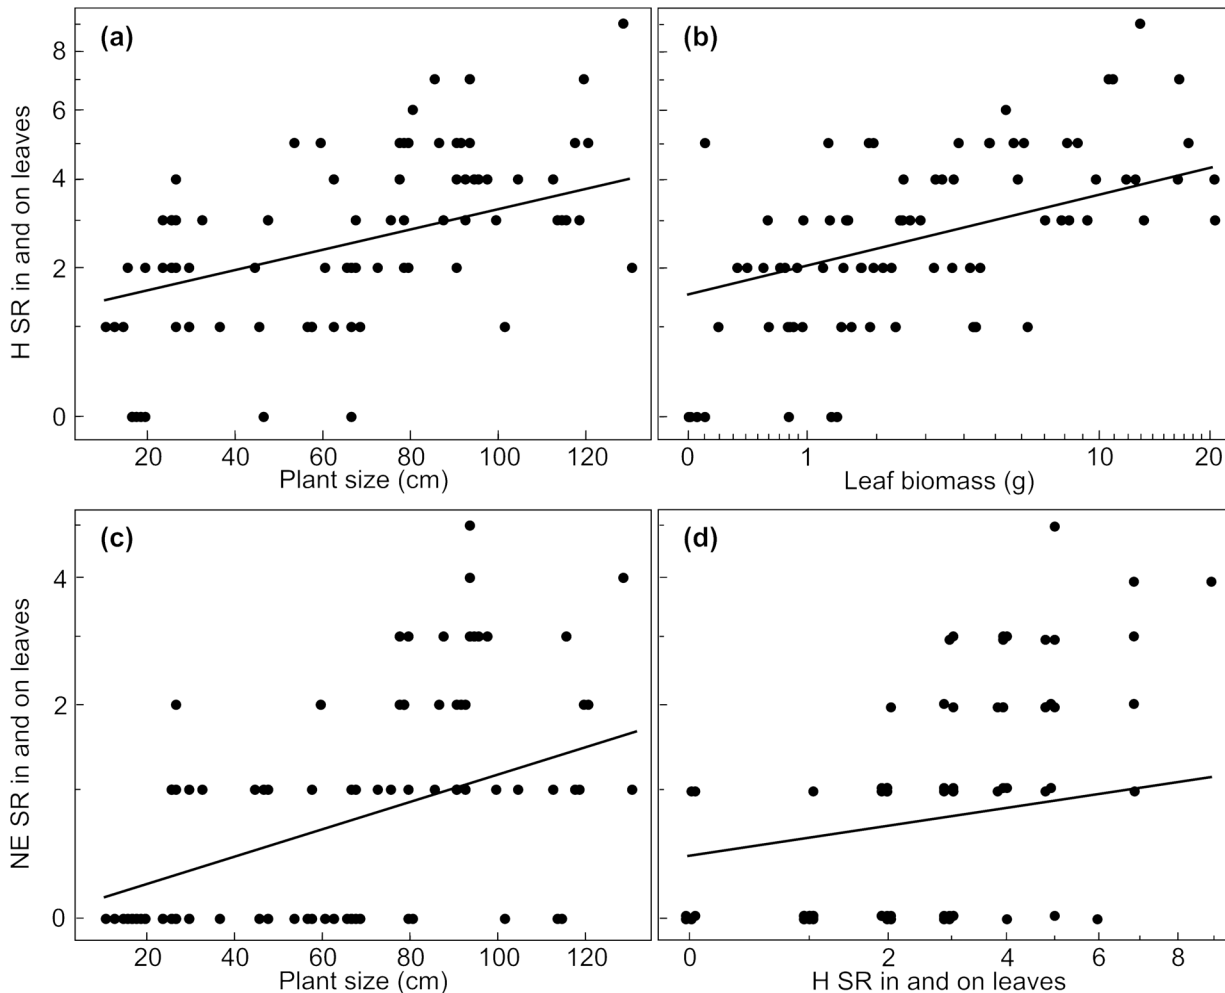 (a)
H SR in and on leaves
8
6
4
2
0
20 40 60 80 100 120
Plant size (cm)
(b)
0 1 10 20
Leaf biomass (g)
(c)
NE SR in and on leaves
4
2
0
20 40 60 80 100 120
Plant size (cm)
(d)
0 2 4 6 8
H SR in and on leaves